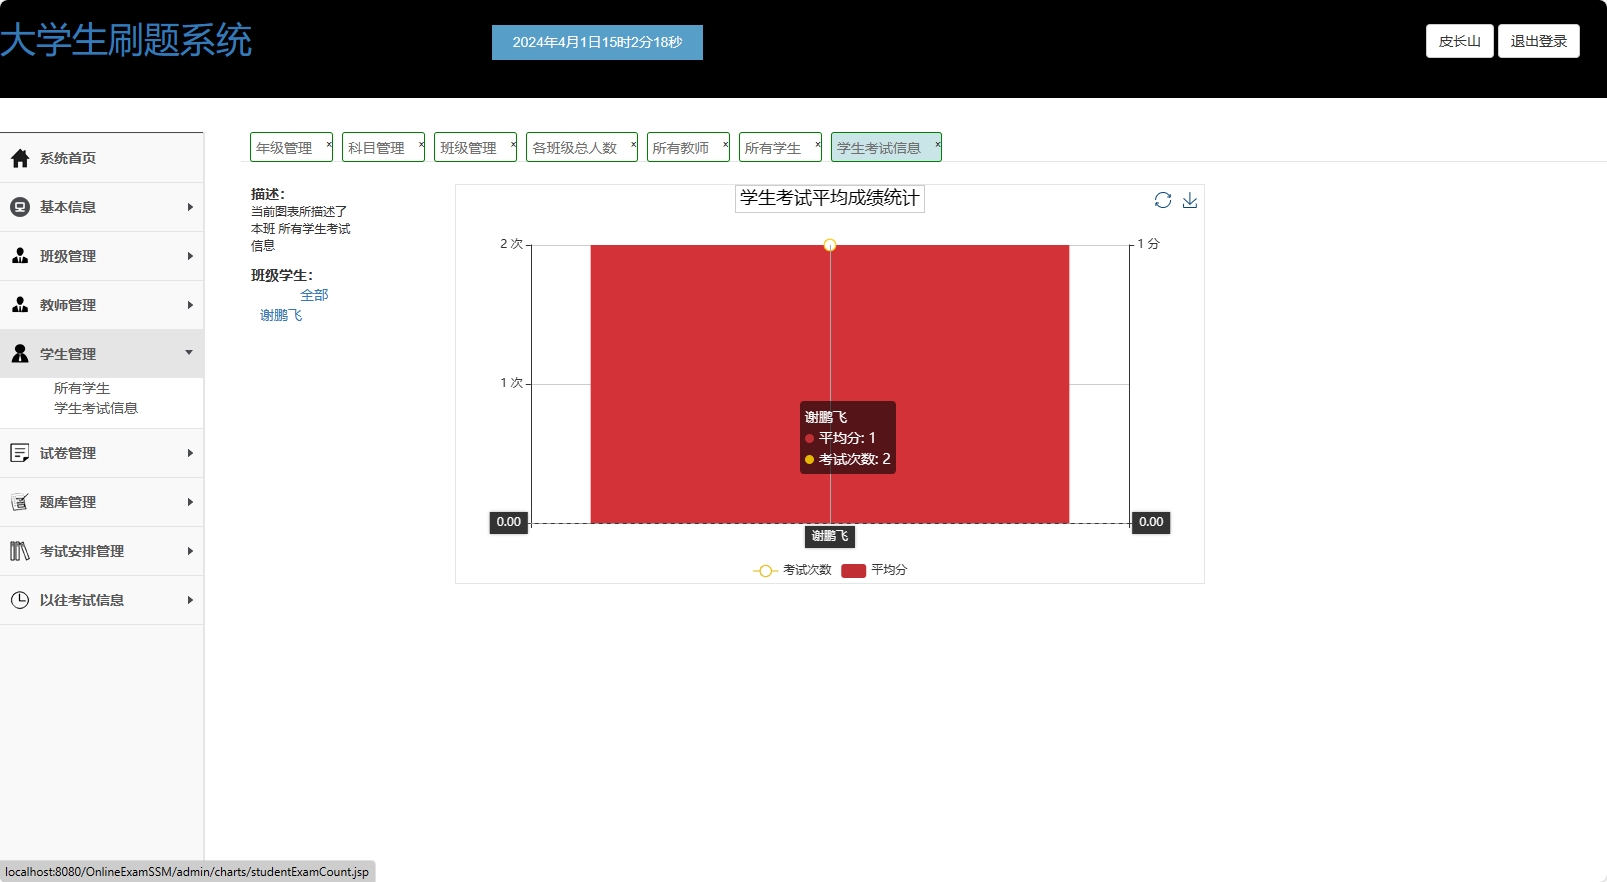 大学生刷题系统
2024年4月1日15时2分18秒
皮长山
退出登录
系统首页
基本信息
班级管理
教师管理
学生管理
所有学生
学生考试信息
试卷管理
题库管理
考试安排管理
以往考试信息
年级管理 ×
科目管理 ×
班级管理 ×
各班级总人数 ×
所有教师 ×
所有学生 ×
学生考试信息 ×
描述：
当前图表所描述了
本班 所有学生考试
信息
班级学生：
全部
谢鹏飞
学生考试平均成绩统计
2 次
1 分
1 次
谢鹏飞
平均分: 1
考试次数: 2
0.00
0.00
谢鹏飞
考试次数
平均分
localhost:8080/OnlineExamSSM/admin/charts/studentExamCount.jsp